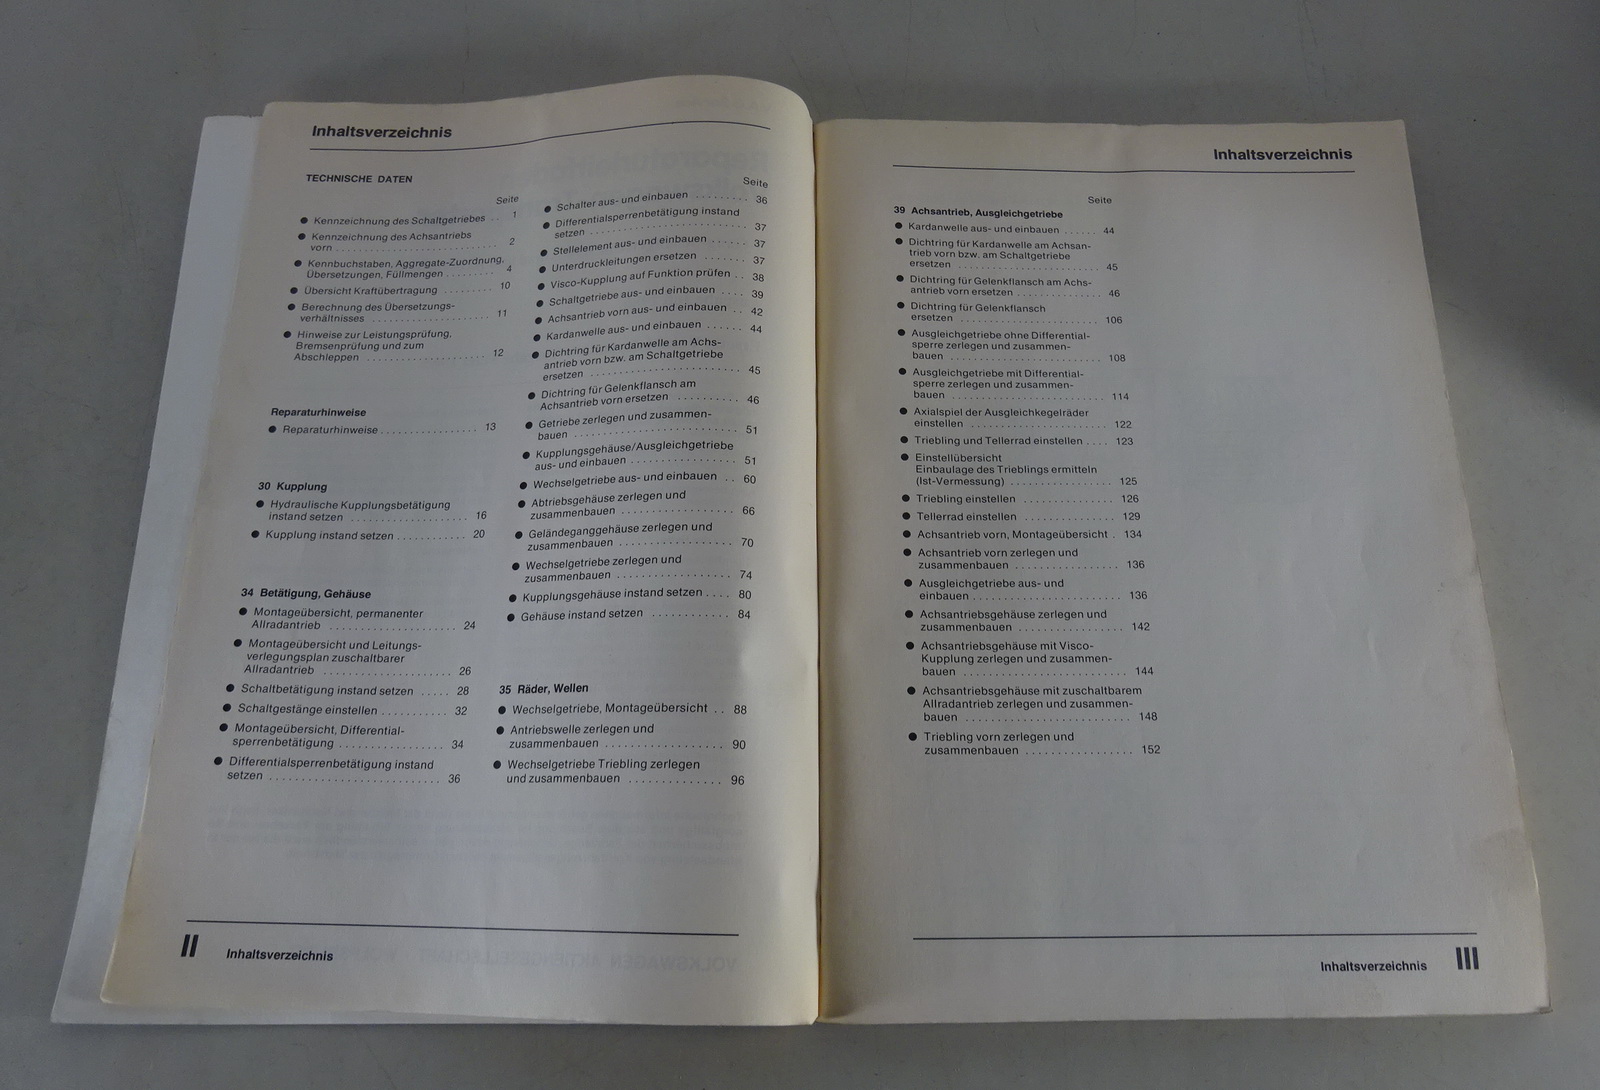 Inhaltsverzeichnis
TECHNISCHE DATEN
Seite
● Kennzeichnung des Schaltgetriebes . . 1
● Kennzeichnung des Achsantriebs
vorn . . . . . . . . . . 2
● Kennbuchstaben, Aggregate-Zuordnung,
Übersetzungen, Füllmengen . . . . . . . . 4
● Übersicht Kraftübertragung . . . . . . . . 10
● Berechnung des Übersetzungs-
verhältnisses . . . . . . . . . . 11
● Hinweise zur Leistungsprüfung,
Bremsenprüfung und zum
Abschleppen . . . . . . . . . . 12
Reparaturhinweise
● Reparaturhinweise . . . . . . . . . . 13
30 Kupplung
● Hydraulische Kupplungsbetätigung
instand setzen . . . . . . . . . . 16
● Kupplung instand setzen . . . . . . . . . . 20
34 Betätigung, Gehäuse
● Montageübersicht, permanenter
Allradantrieb . . . . . . . . . . 24
● Montageübersicht und Leitungs-
verlegungsplan zuschaltbarer
Allradantrieb . . . . . . . . . . 26
● Schaltbetätigung instand setzen . . . . . 28
● Schaltgestänge einstellen . . . . . . . . . . 32
● Montageübersicht, Differential-
sperrenbetätigung . . . . . . . . . . 34
● Differentialsperrenbetätigung instand
setzen . . . . . . . . . . 36
Seite
● Schalter aus- und einbauen . . . . . . . . . 36
● Differentialsperrenbetätigung instand
setzen . . . . . . . . . . 37
● Stellelement aus- und einbauen . . . . . . 37
● Unterdruckleitungen ersetzen . . . . . . . 37
● Visco-Kupplung auf Funktion prüfen . . 38
● Schaltgetriebe aus- und einbauen . . . . 39
● Achsantrieb vorn aus- und einbauen . . 42
● Kardanwelle aus- und einbauen . . . . . . 44
● Dichtring für Kardanwelle am Achs-
antrieb vorn bzw. am Schaltgetriebe
ersetzen . . . . . . . . . . 45
● Dichtring für Gelenkflansch am
Achsantrieb vorn ersetzen . . . . . . . . . . 46
● Getriebe zerlegen und zusammen-
bauen . . . . . . . . . . 51
● Kupplungsgehäuse/Ausgleichgetriebe
aus- und einbauen . . . . . . . . . . 51
● Wechselgetriebe aus- und einbauen . . 60
● Abtriebsgehäuse zerlegen und
zusammenbauen . . . . . . . . . . 66
● Geländeganggehäuse zerlegen und
zusammenbauen . . . . . . . . . . 70
● Wechselgetriebe zerlegen und
zusammenbauen . . . . . . . . . . 74
● Kupplungsgehäuse instand setzen . . . . 80
● Gehäuse instand setzen . . . . . . . . . . 84
35 Räder, Wellen
● Wechselgetriebe, Montageübersicht . . 88
● Antriebswelle zerlegen und
zusammenbauen . . . . . . . . . . 90
● Wechselgetriebe Triebling zerlegen
und zusammenbauen . . . . . . . . . . 96
II Inhaltsverzeichnis
Inhaltsverzeichnis
Seite
39 Achsantrieb, Ausgleichgetriebe
● Kardanwelle aus- und einbauen . . . . . . 44
● Dichtring für Kardanwelle am Achsan-
trieb vorn bzw. am Schaltgetriebe
ersetzen . . . . . . . . . . 45
● Dichtring für Gelenkflansch am Achs-
antrieb vorn ersetzen . . . . . . . . . . 46
● Dichtring für Gelenkflansch
ersetzen . . . . . . . . . . 106
● Ausgleichgetriebe ohne Differential-
sperre zerlegen und zusammen-
bauen . . . . . . . . . . 108
● Ausgleichgetriebe mit Differential-
sperre zerlegen und zusammen-
bauen . . . . . . . . . . 114
● Axialspiel der Ausgleichkegelräder
einstellen . . . . . . . . . . 122
● Triebling und Tellerrad einstellen . . . . 123
● Einstellübersicht
Einbaulage des Trieblings ermitteln
(Ist-Vermessung) . . . . . . . . . . 125
● Triebling einstellen . . . . . . . . . . 126
● Tellerrad einstellen . . . . . . . . . . 129
● Achsantrieb vorn, Montageübersicht . 134
● Achsantrieb vorn zerlegen und
zusammenbauen . . . . . . . . . . 136
● Ausgleichgetriebe aus- und
einbauen . . . . . . . . . . 136
● Achsantriebsgehäuse zerlegen und
zusammenbauen . . . . . . . . . . 142
● Achsantriebsgehäuse mit Visco-
Kupplung zerlegen und zusammen-
bauen . . . . . . . . . . 144
● Achsantriebsgehäuse mit zuschaltbarem
Allradantrieb zerlegen und zusammen-
bauen . . . . . . . . . . 148
● Triebling vorn zerlegen und
zusammenbauen . . . . . . . . . . 152
Inhaltsverzeichnis III